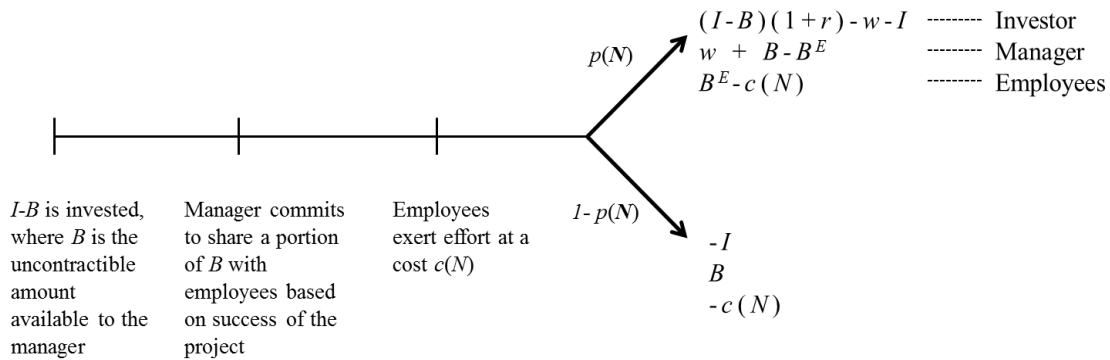 (I-B)(1+r)-w-I -------- Investor
p(N)
w + B-B^E -------- Manager
B^E-c(N) -------- Employees
I-B is invested,
where B is the
uncontractible
amount
available to the
manager
Manager commits
to share a portion
of B with
employees based
on success of the
project
Employees
exert effort at a
cost c(N)
1-p(N)
-I
B
-c(N)